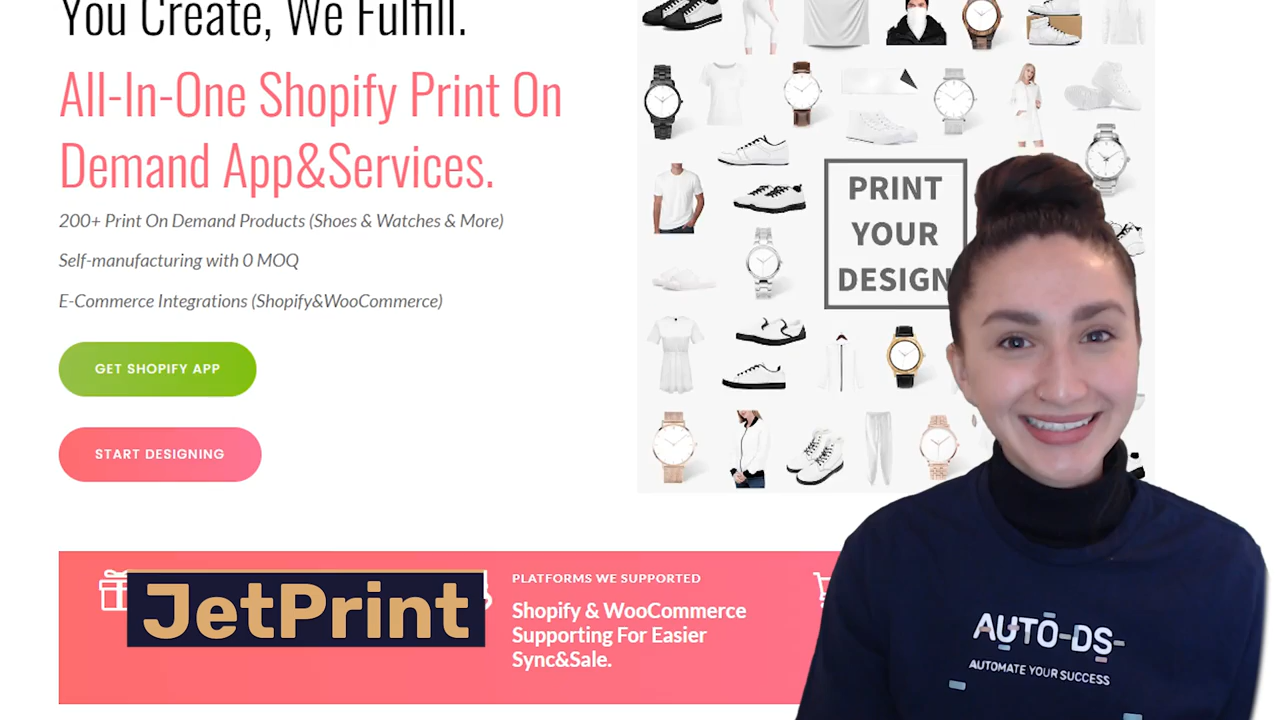 You Create, We Fulfill.
All-In-One Shopify Print On
Demand App&Services.
200+ Print On Demand Products (Shoes & Watches & More)
Self-manufacturing with 0 MOQ
E-Commerce Integrations (Shopify&WooCommerce)
GET SHOPIFY APP
START DESIGNING
PRINT
YOUR
DESIGN
JetPrint
PLATFORMS WE SUPPORTED
Shopify & WooCommerce
Supporting For Easier
Sync&Sale.
AUTO-DS
AUTOMATE YOUR SUCCESS